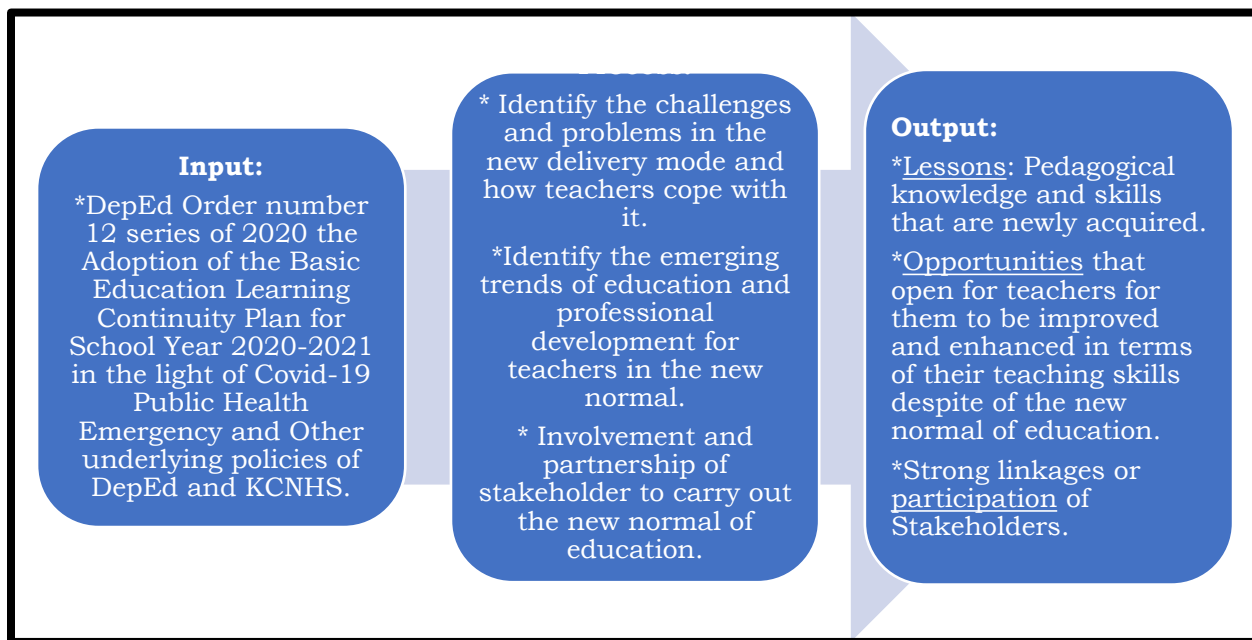 Input:
*DepEd Order number
12 series of 2020 the
Adoption of the Basic
Education Learning
Continuity Plan for
School Year 2020-2021
in the light of Covid-19
Public Health
Emergency and Other
underlying policies of
DepEd and KCNHS.
* Identify the challenges
and problems in the
new delivery mode and
how teachers cope with
it.
*Identify the emerging
trends of education and
professional
development for
teachers in the new
normal.
* Involvement and
partnership of
stakeholder to carry out
the new normal of
education.
Output:
*Lessons: Pedagogical
knowledge and skills
that are newly acquired.
*Opportunities that
open for teachers for
them to be improved
and enhanced in terms
of their teaching skills
despite of the new
normal of education.
*Strong linkages or
participation of
Stakeholders.